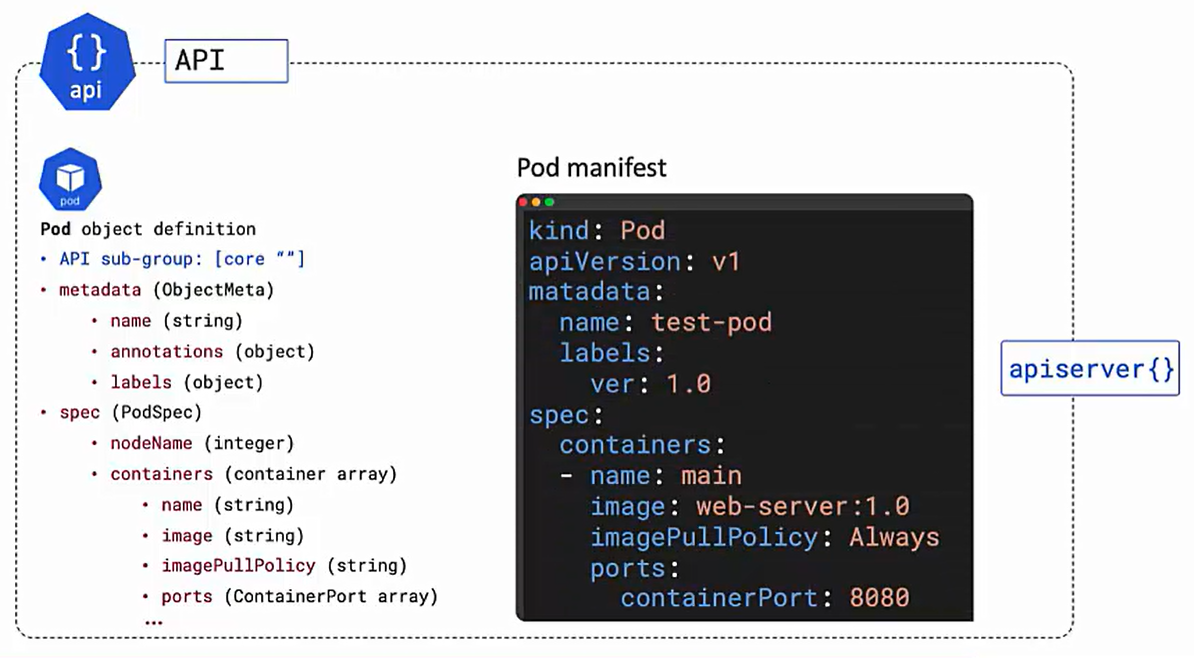 {}
api
API
pod
Pod object definition
• API sub-group: [core “”]
• metadata (ObjectMeta)
• name (string)
• annotations (object)
• labels (object)
• spec (PodSpec)
• nodeName (integer)
• containers (container array)
• name (string)
• image (string)
• imagePullPolicy (string)
• ports (ContainerPort array)
...
Pod manifest
kind: Pod
apiVersion: v1
matadata:
name: test-pod
labels:
ver: 1.0
spec:
containers:
- name: main
image: web-server:1.0
imagePullPolicy: Always
ports:
containerPort: 8080
apiserver{}